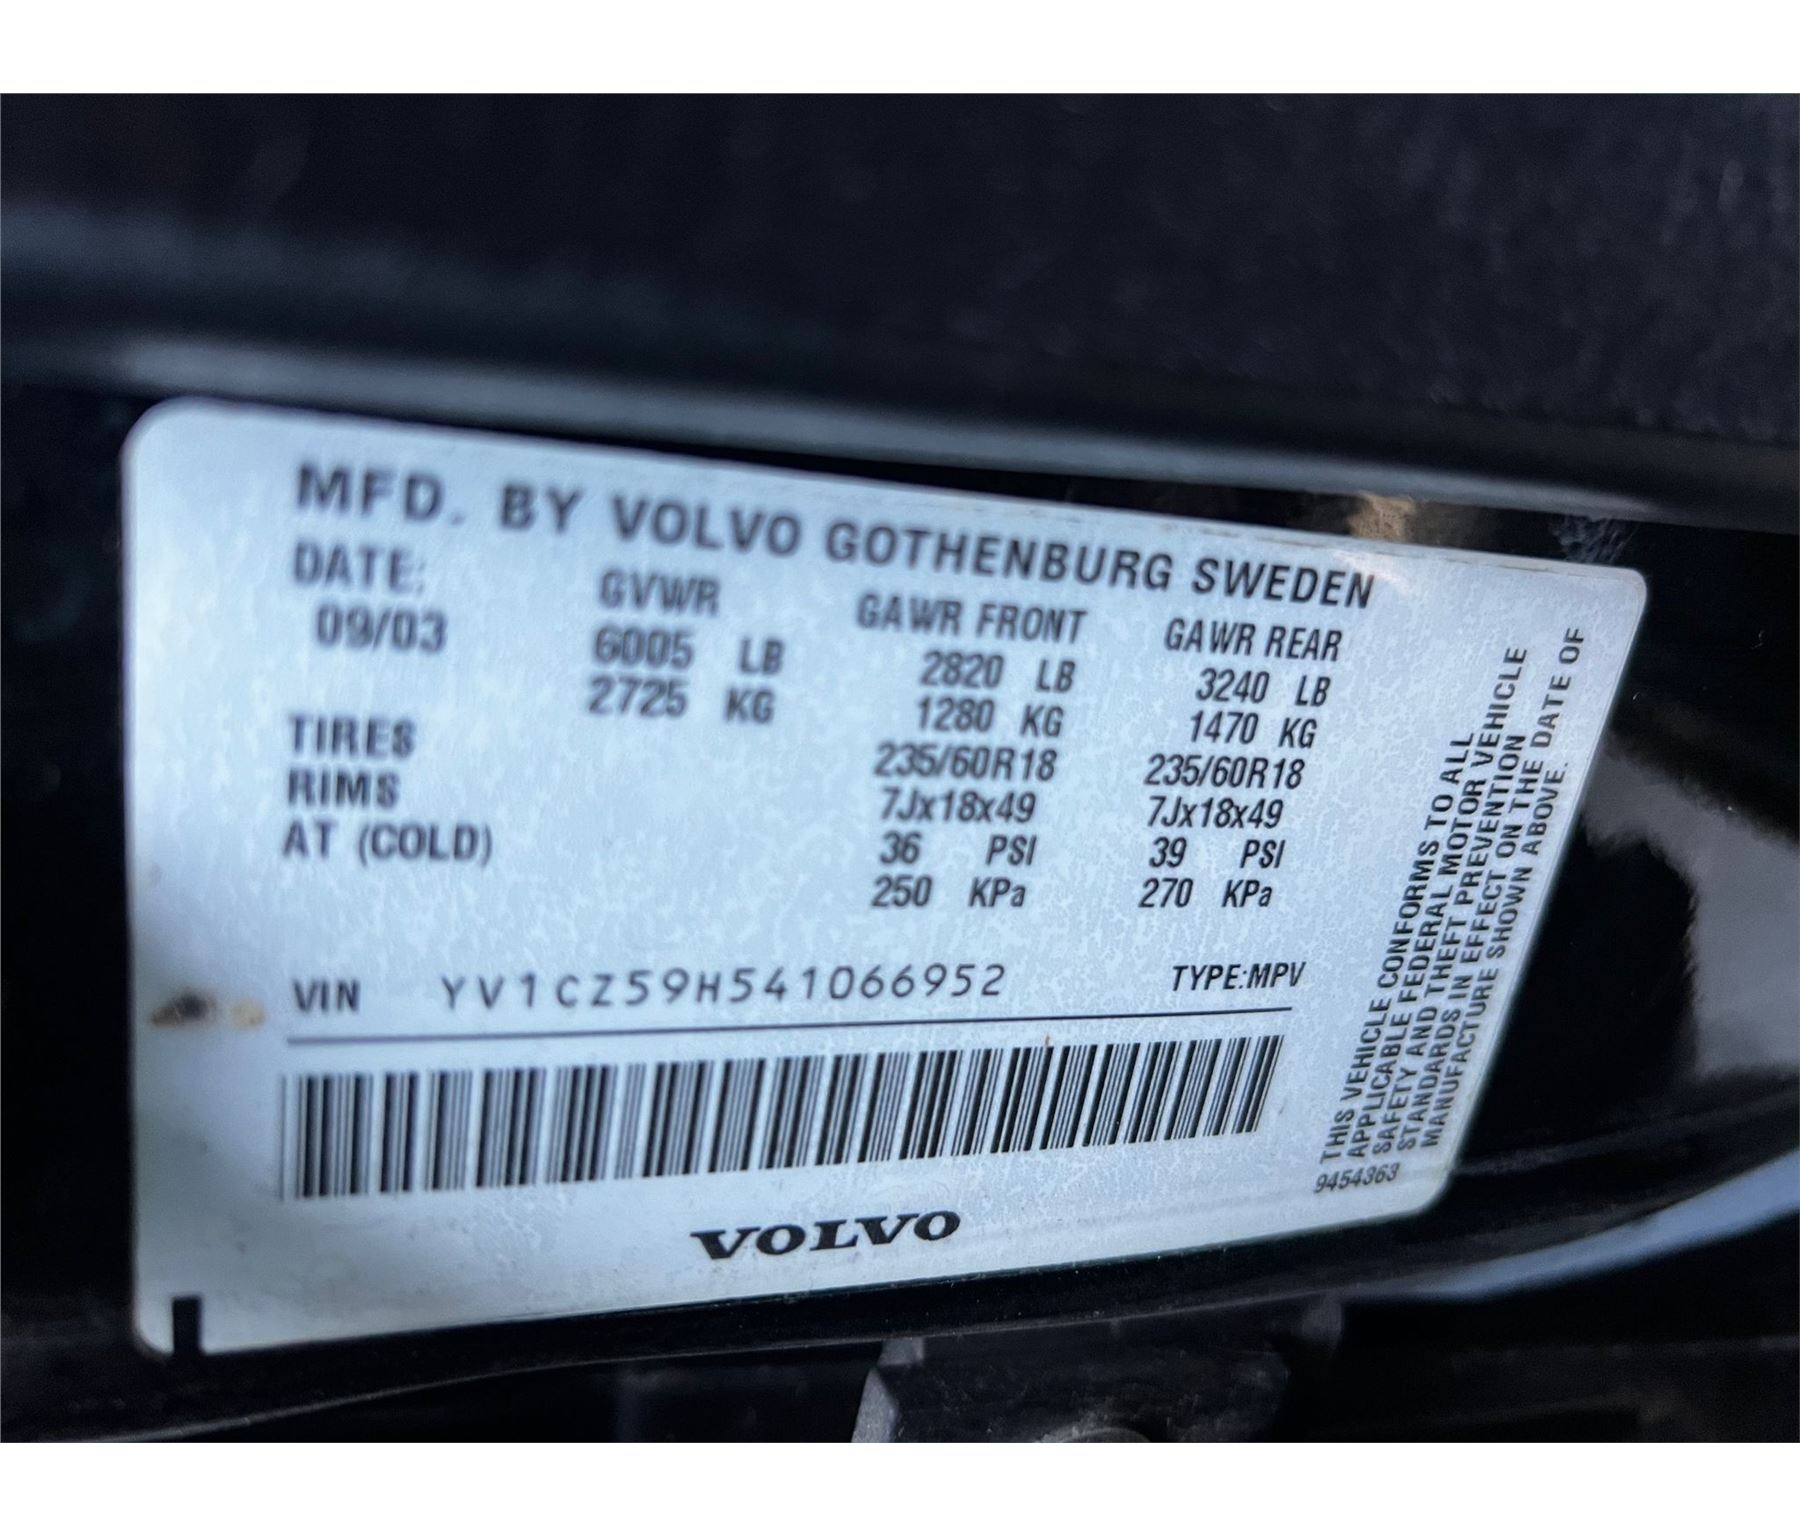 MFD. BY VOLVO GOTHENBURG SWEDEN
DATE: GVWR GAWR FRONT GAWR REAR
09/03 6005 LB 2820 LB 3240 LB
2725 KG 1280 KG 1470 KG
TIRES 235/60R18 235/60R18
RIMS 7Jx18x49 7Jx18x49
AT (COLD) 36 PSI 39 PSI
250 KPa 270 KPa
VIN YV1CZ59H541066952 TYPE:MPV
VOLVO
THIS VEHICLE CONFORMS TO ALL
APPLICABLE FEDERAL MOTOR VEHICLE
SAFETY AND THEFT PREVENTION
STANDARDS IN EFFECT ON THE DATE OF
MANUFACTURE SHOWN ABOVE.
9454363